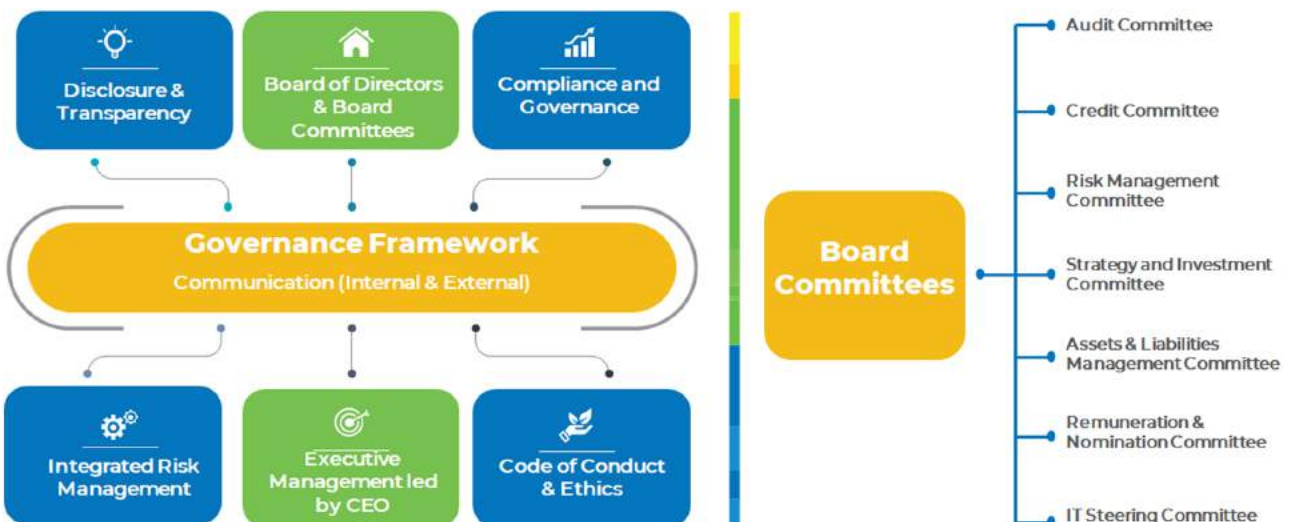 Disclosure &
Transparency
Board of Directors
& Board
Committees
Compliance and
Governance
Governance Framework
Communication (Internal & External)
Integrated Risk
Management
Executive
Management led
by CEO
Code of Conduct
& Ethics
Board
Committees
Audit Committee
Credit Committee
Risk Management
Committee
Strategy and Investment
Committee
Assets & Liabilities
Management Committee
Remuneration &
Nomination Committee
IT Steering Committee